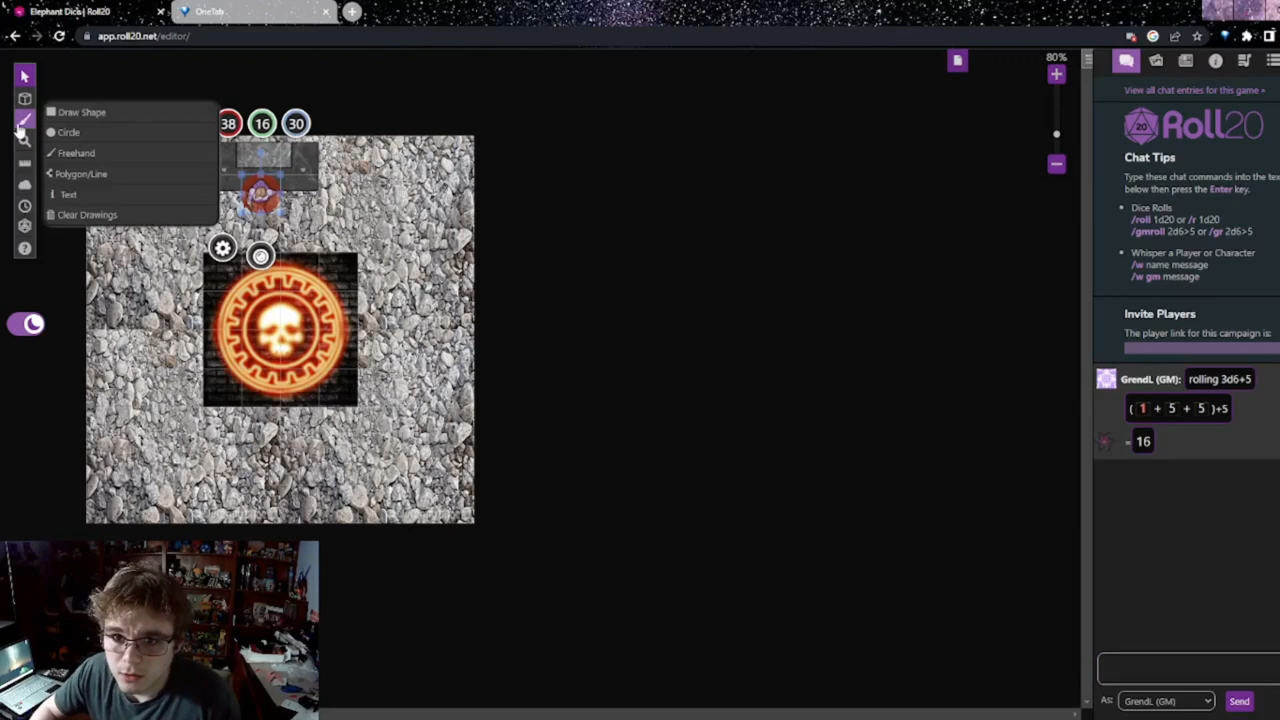 Elephant Dice | Roll20
OneTab
app.roll20.net/editor/
80%
Draw Shape
Circle
Freehand
Polygon/Line
Text
Clear Drawings
38
16
30
View all chat entries for this game »
20
Roll20
Chat Tips
Type these chat commands into the text
below then press the Enter key.
Dice Rolls
/roll 1d20 or /r 1d20
/gmroll 2d6>5 or /gr 2d6>5
Whisper a Player or Character
/w name message
/w gm message
Invite Players
The player link for this campaign is:
GrendL (GM): rolling 3d6+5
(1 + 5 + 5)+5
= 16
As: GrendL (GM)
Send